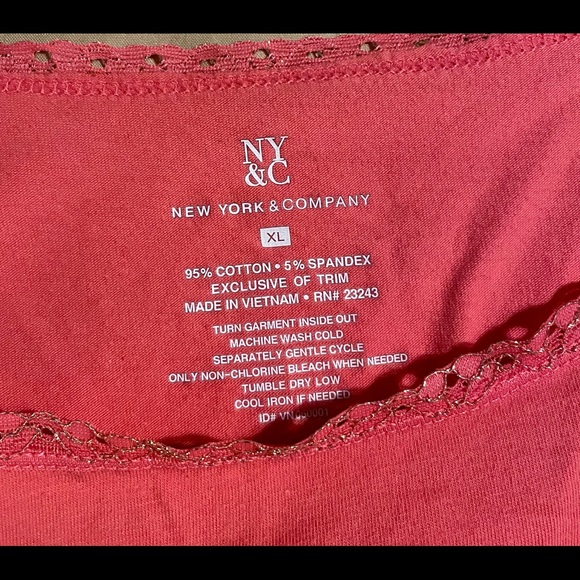 NY
&C
NEW YORK & COMPANY
XL
95% COTTON • 5% SPANDEX
EXCLUSIVE OF TRIM
MADE IN VIETNAM • RN# 23243
TURN GARMENT INSIDE OUT
MACHINE WASH COLD
SEPARATELY GENTLE CYCLE
ONLY NON-CHLORINE BLEACH WHEN NEEDED
TUMBLE DRY LOW
COOL IRON IF NEEDED
ID#